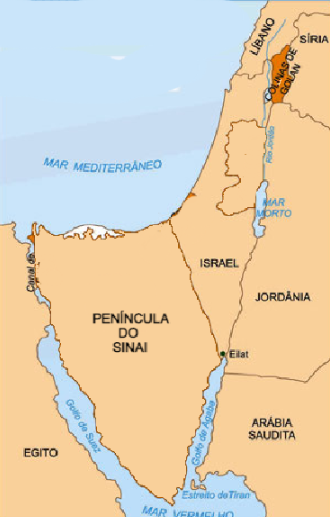 LÍBANO
SÍRIA
COLINAS DE
GOLAN
Rio Jordão
MAR MEDITERRÂNEO
MAR
MORTO
Canal de
ISRAEL
JORDÂNIA
PENÍNCULA
DO
SINAI
Eilat
Golfo de Suez
Golfo de Aqaba
ARÁBIA
SAUDITA
EGITO
Estreito deTiran
MAR VERMELHO